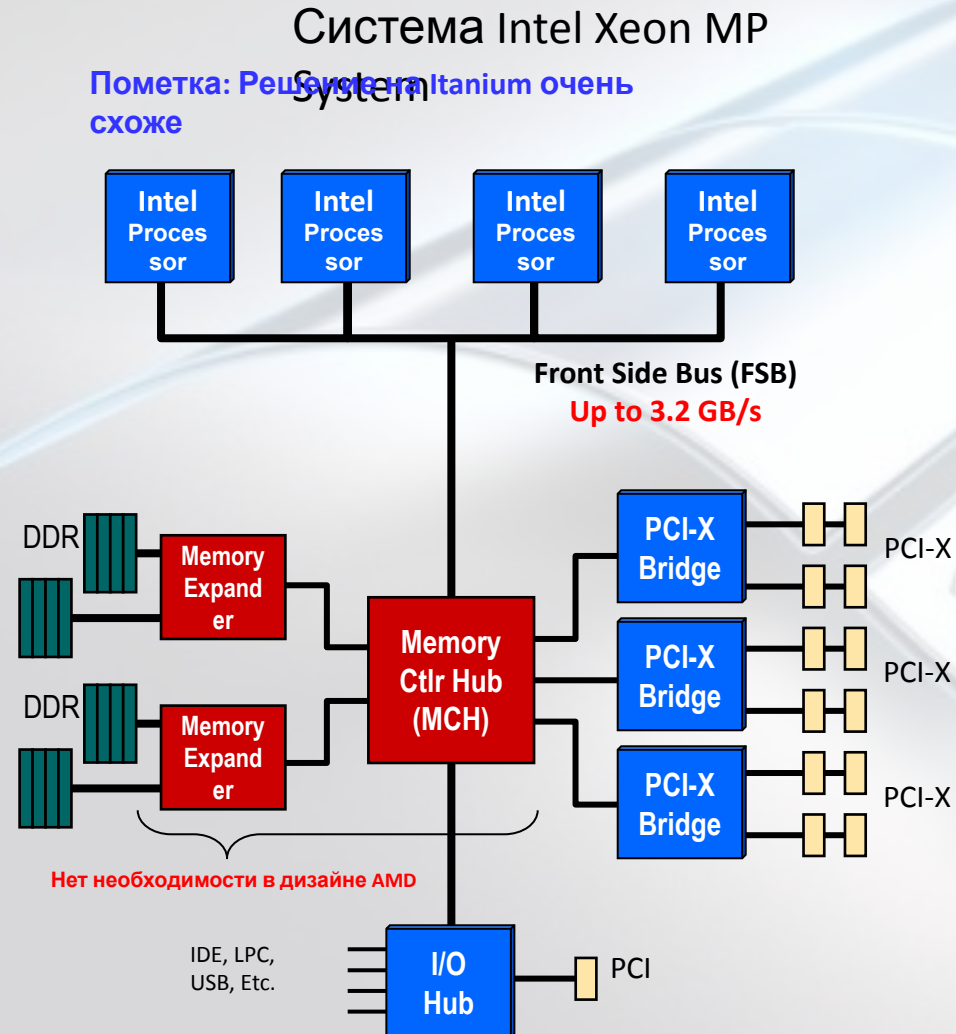 Система Intel Xeon MP
System
Пометка: Решение на Itanium очень
схоже
Intel
Proces
sor
Intel
Proces
sor
Intel
Proces
sor
Intel
Proces
sor
Front Side Bus (FSB)
Up to 3.2 GB/s
DDR
Memory
Expand
er
DDR
Memory
Expand
er
Memory
Ctlr Hub
(MCH)
PCI-X
Bridge
PCI-X
PCI-X
Bridge
PCI-X
PCI-X
Bridge
PCI-X
Нет необходимости в дизайне AMD
IDE, LPC,
USB, Etc.
I/O
Hub
PCI